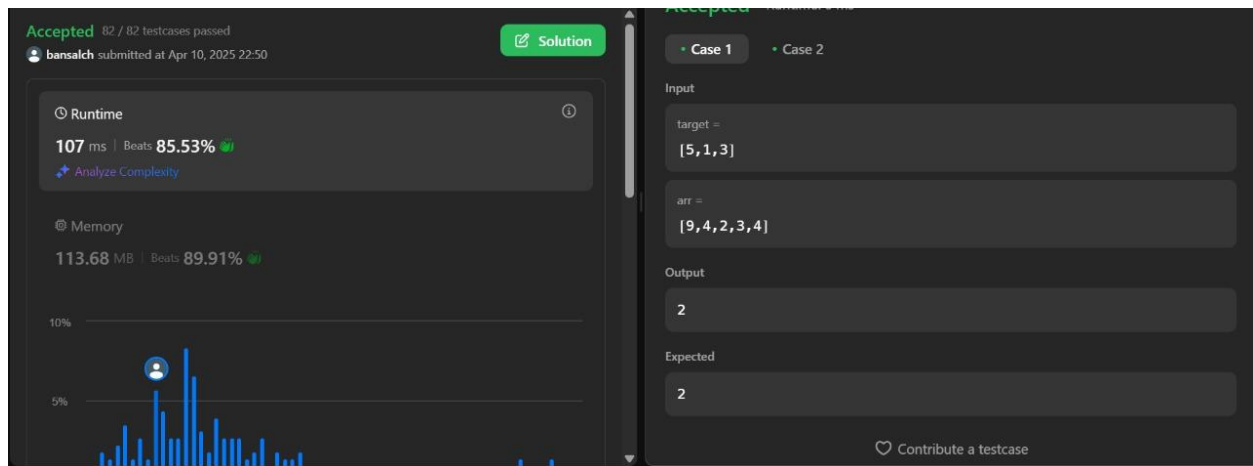 Accepted 82 / 82 testcases passed
bansalch submitted at Apr 10, 2025 22:50
Solution
Runtime
107 ms | Beats 85.53%
Analyze Complexity
Memory
113.68 MB | Beats 89.91%
10%
5%
Accepted
Case 1
Case 2
Input
target =
[5,1,3]
arr =
[9,4,2,3,4]
Output
2
Expected
2
Contribute a testcase